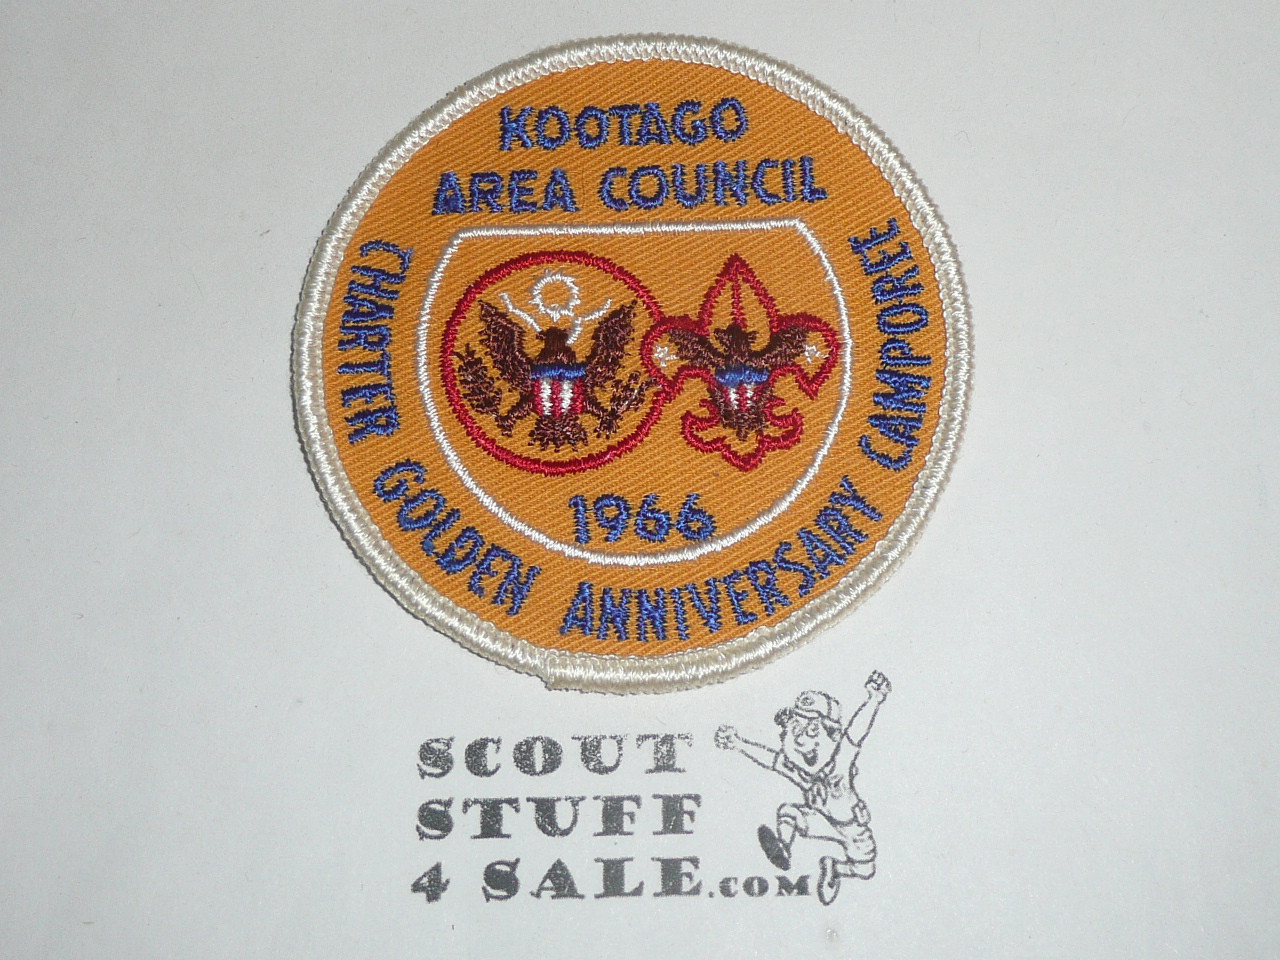 KOOTAGO
AREA COUNCIL
CHARTER GOLDEN ANNIVERSARY CAMPOREE
1966
SCOUT
STUFF
4 SALE.COM